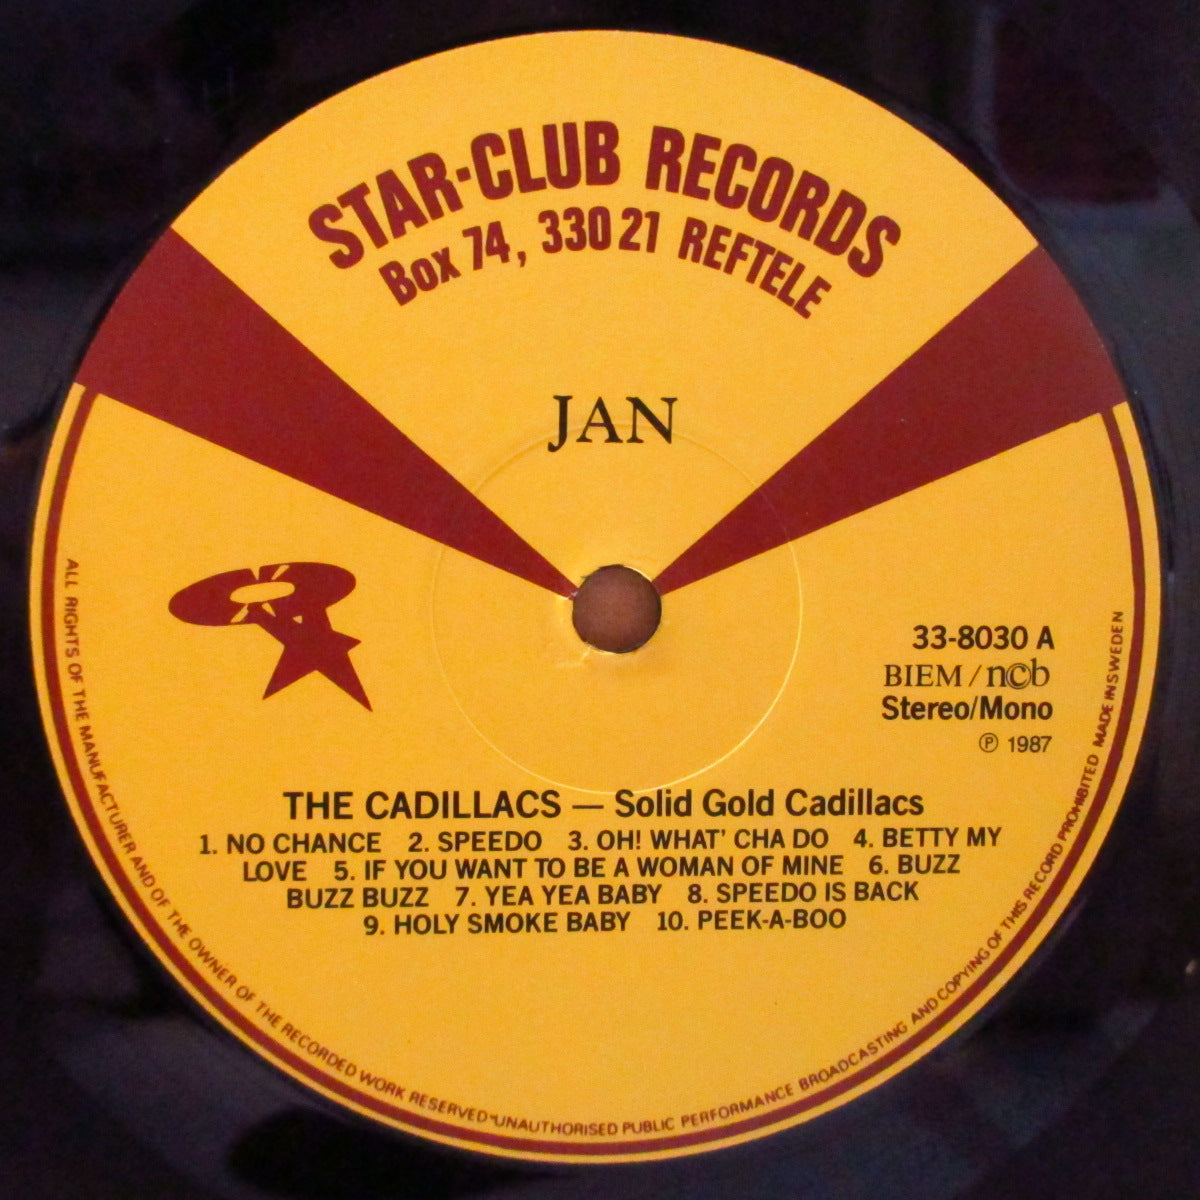 STAR-CLUB RECORDS
Box 74, 330 21 REFTELE
JAN
33-8030 A
BIEM / n©b
Stereo/Mono
℗ 1987
THE CADILLACS — Solid Gold Cadillacs
1. NO CHANCE 2. SPEEDO 3. OH! WHAT' CHA DO 4. BETTY MY
LOVE 5. IF YOU WANT TO BE A WOMAN OF MINE 6. BUZZ
BUZZ BUZZ 7. YEA YEA BABY 8. SPEEDO IS BACK
9. HOLY SMOKE BABY 10. PEEK-A-BOO
ALL RIGHTS OF THE MANUFACTURER AND OF THE OWNER OF THE RECORDED WORK RESERVED-UNAUTHORISED PUBLIC PERFORMANCE BROADCASTING AND COPYING OF THIS RECORD PROHIBITED MADE IN SWEDEN